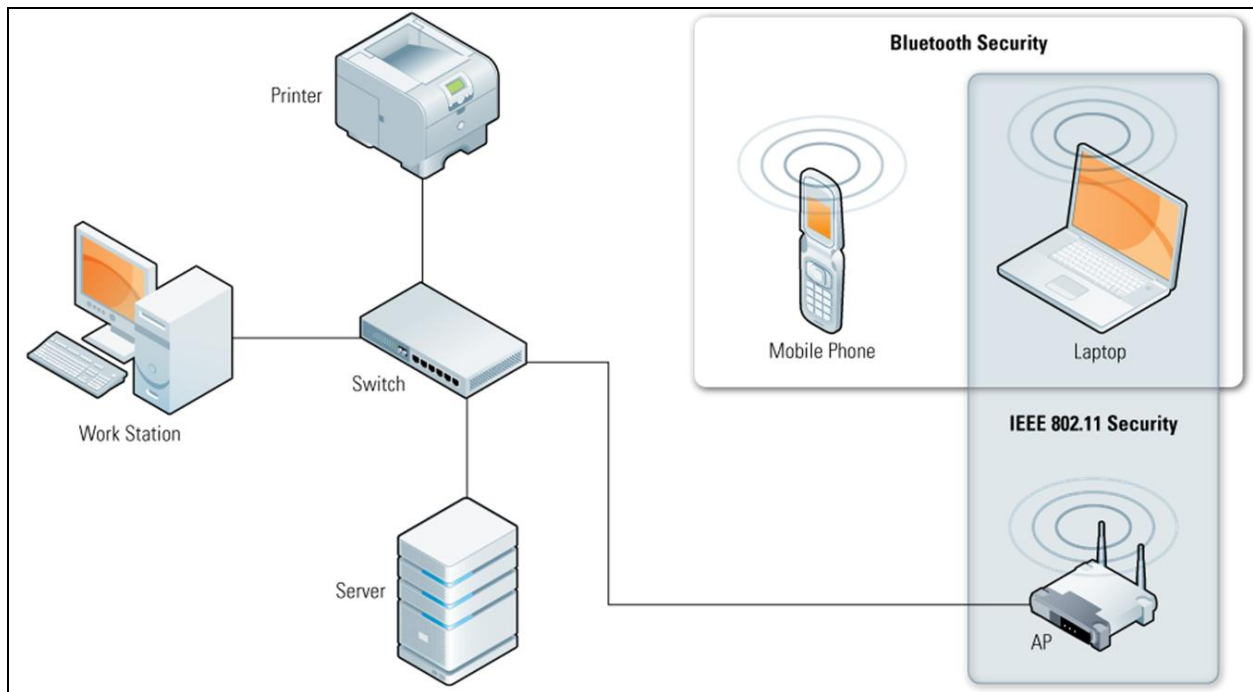 Bluetooth Security
Printer
Mobile Phone
Laptop
Switch
Work Station
IEEE 802.11 Security
Server
AP